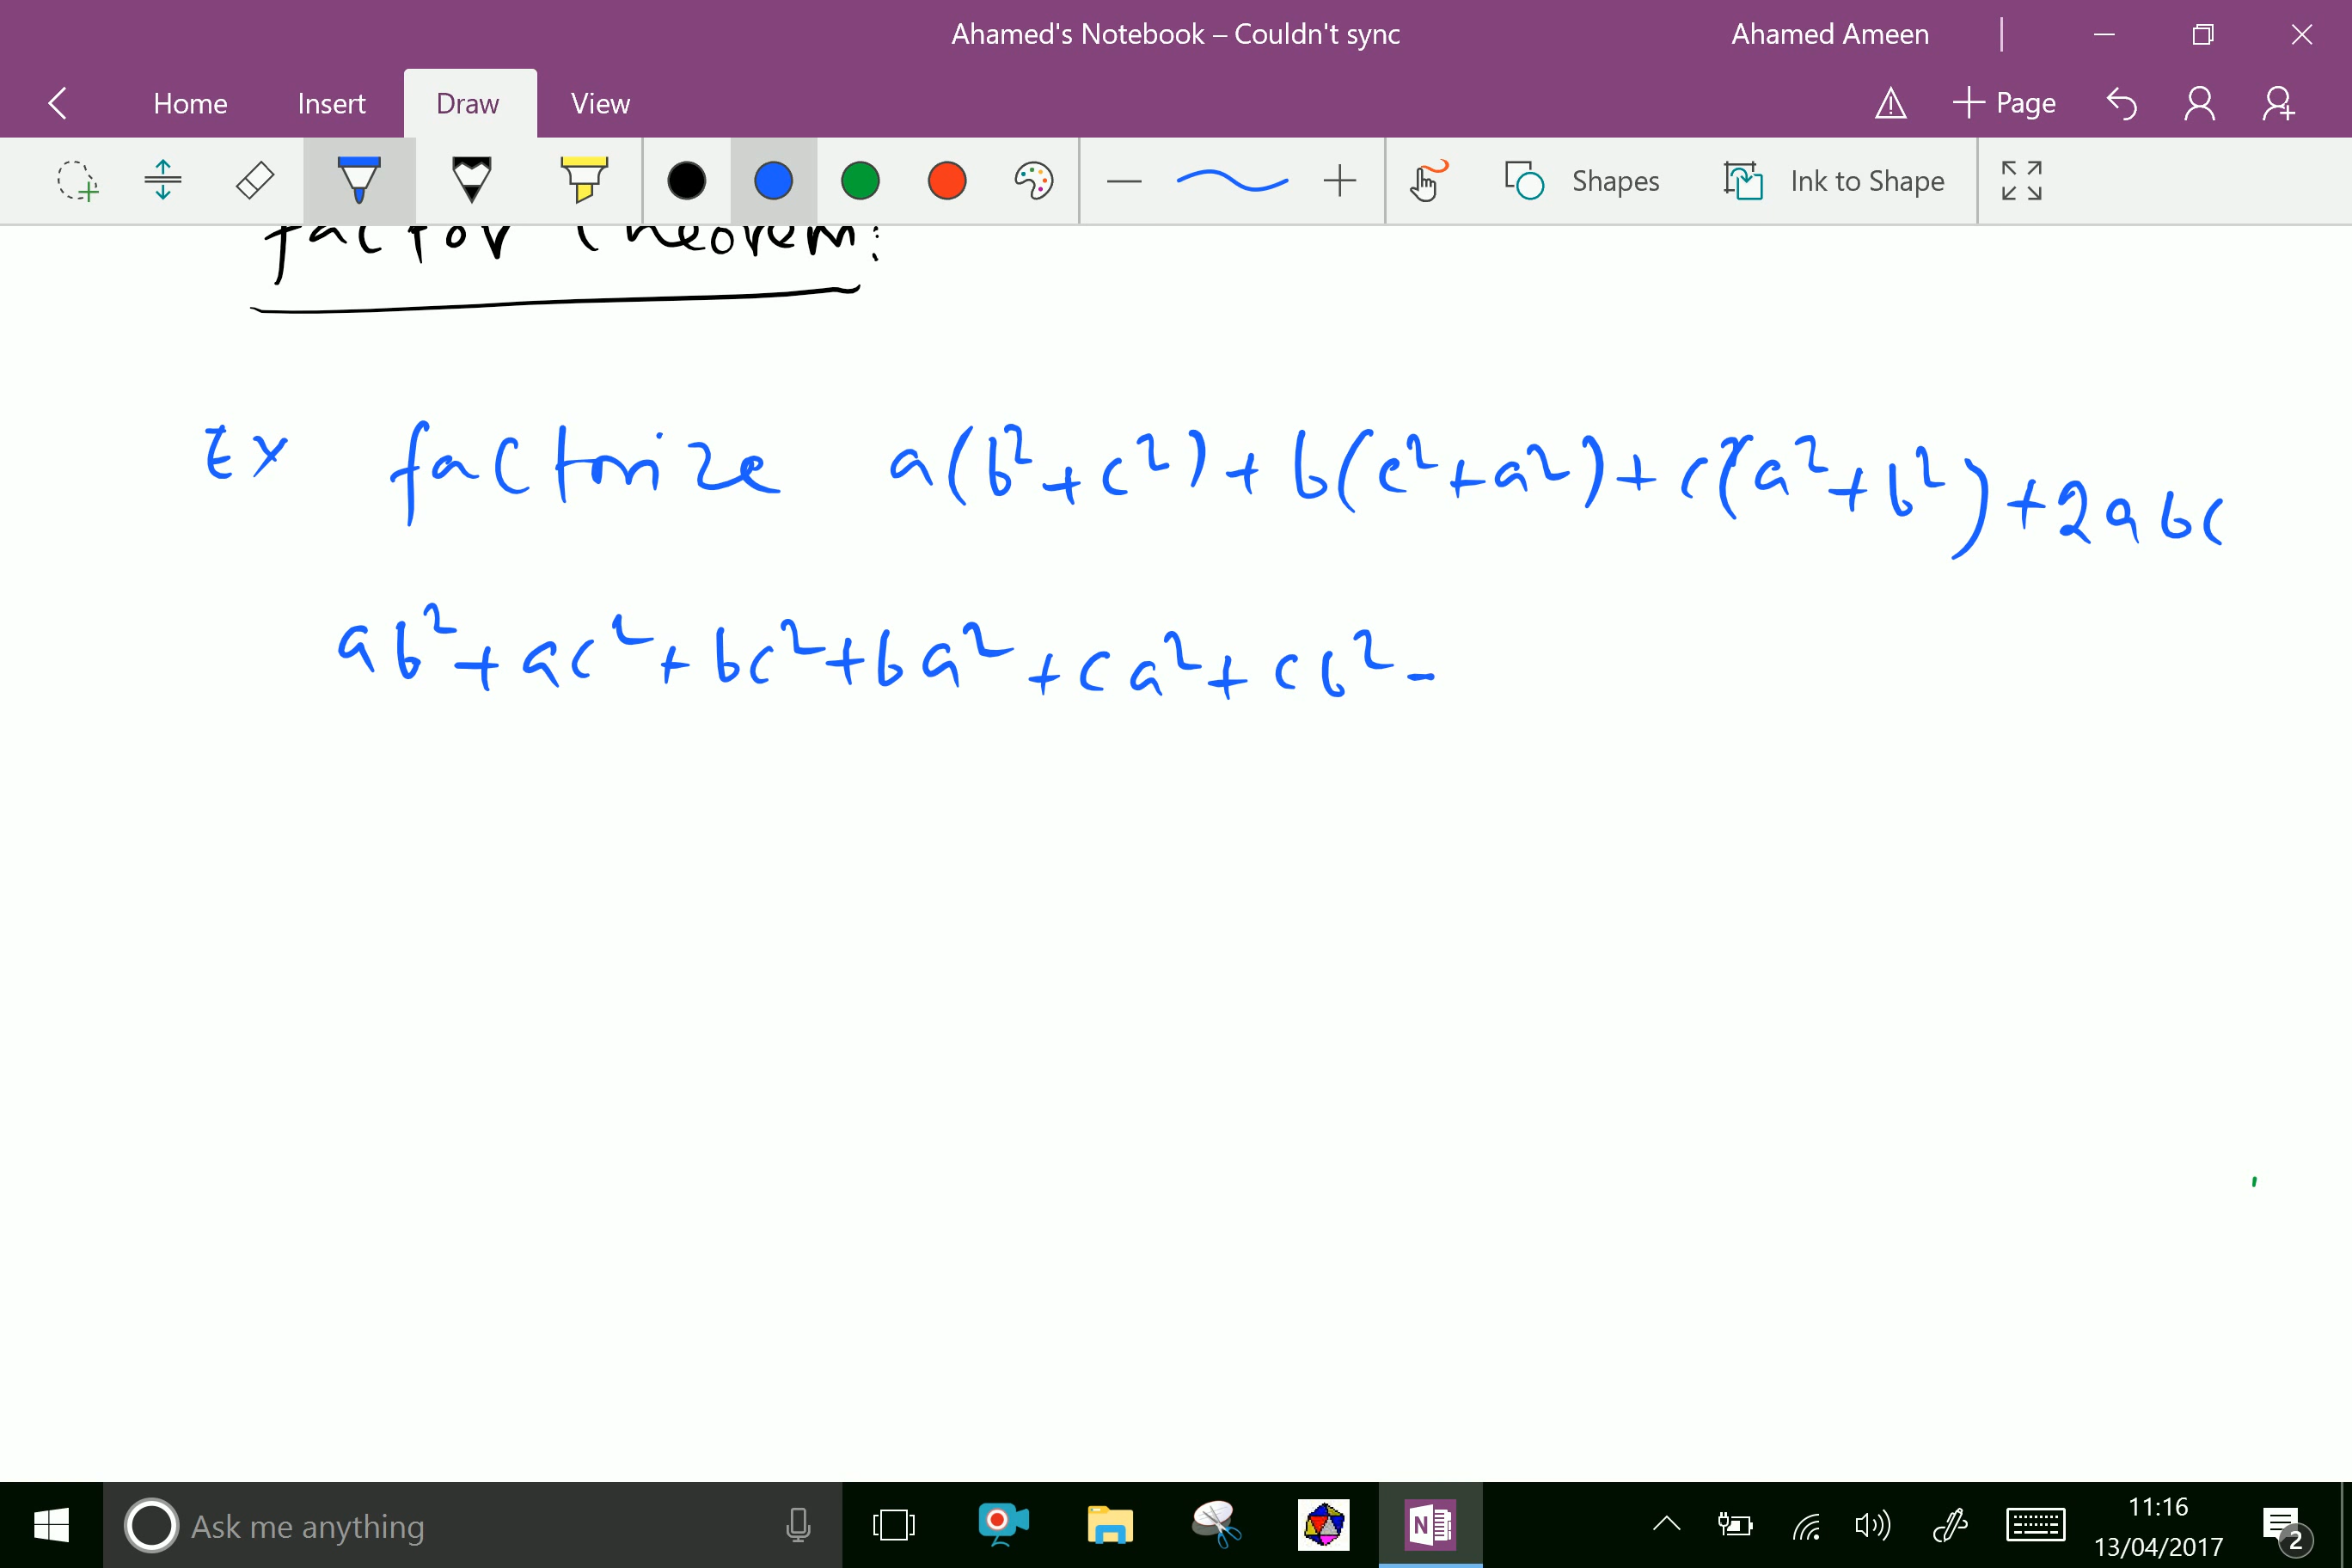 Ahamed's Notebook – Couldn't sync
Ahamed Ameen
Home Insert Draw View
Page
Shapes Ink to Shape
factor theorem:
Ex factorize a(b²+c²)+b(c²+a²)+c(a²+b²)+2abc
ab²+ac²+bc²+ba²+ca²+cb²-
Ask me anything
N
11:16
13/04/2017
2